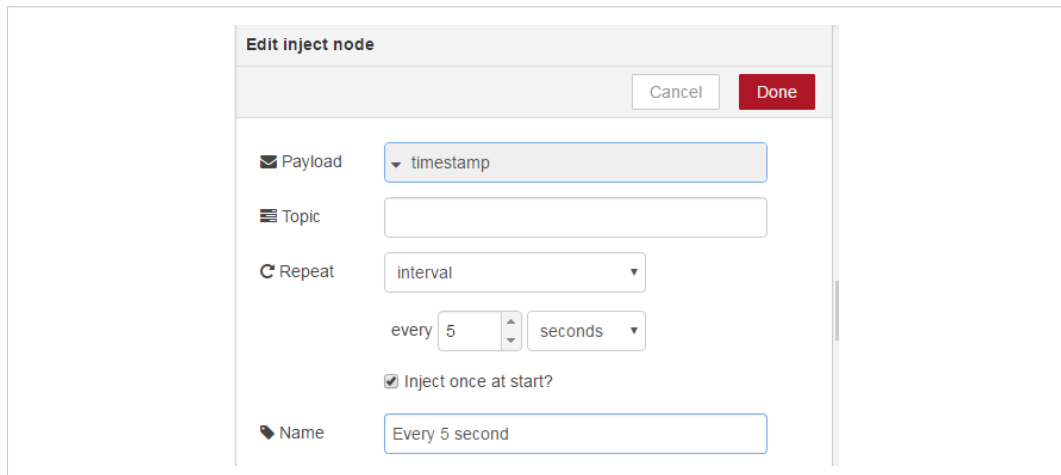 Edit inject node
Cancel Done
Payload timestamp
Topic
Repeat interval
every 5 seconds
Inject once at start?
Name Every 5 second